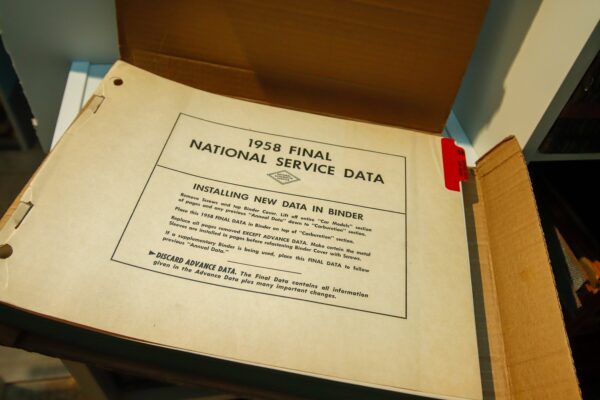 1958 FINAL
NATIONAL SERVICE DATA
INSTALLING NEW DATA IN BINDER
Remove Screws and top Binder Cover. Lift off entire "Car Models" section
of pages and any previous "Annual Data" down to "Carburetion" section.
Place this 1958 FINAL DATA in Binder on top of "Carburetion" section.
Replace all pages removed EXCEPT ADVANCE DATA. Make certain the metal
Sleeves are installed in pages before refastening Binder Cover with Screws.
If a supplementary Binder is being used, place this FINAL DATA to follow
previous "Annual Data."
►DISCARD ADVANCE DATA. The Final Data contains all information
given in the Advance Data plus many important changes.